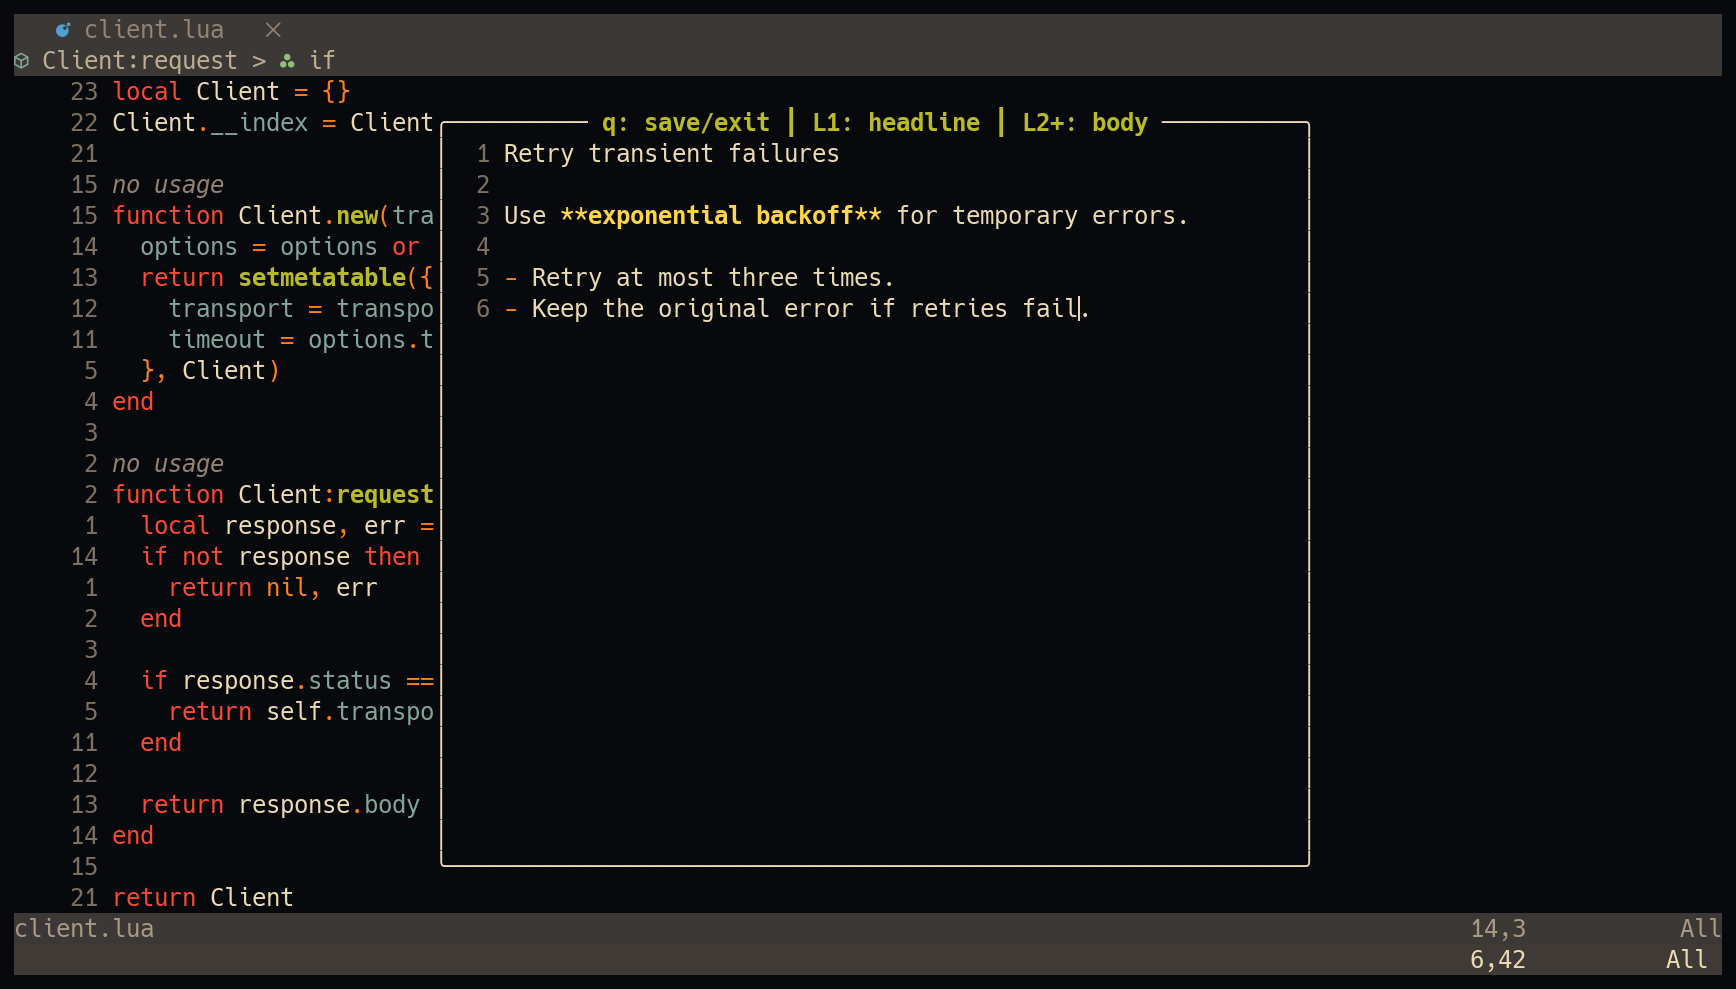 client.lua
Client:request > if
23 local Client = {}
22 Client.__index = Client
21
15 no usage
15 function Client.new(tra
14 options = options or
13 return setmetatable({
12 transport = transpo
11 timeout = options.t
5 }, Client)
4 end
3
2 no usage
2 function Client:request
1 local response, err =
14 if not response then
1 return nil, err
2 end
3
4 if response.status ==
5 return self.transpo
11 end
12
13 return response.body
14 end
15
21 return Client
q: save/exit | L1: headline | L2+: body
1 Retry transient failures
2
3 Use **exponential backoff** for temporary errors.
4
5 - Retry at most three times.
6 - Keep the original error if retries fail.
client.lua 14,3 All
6,42 All